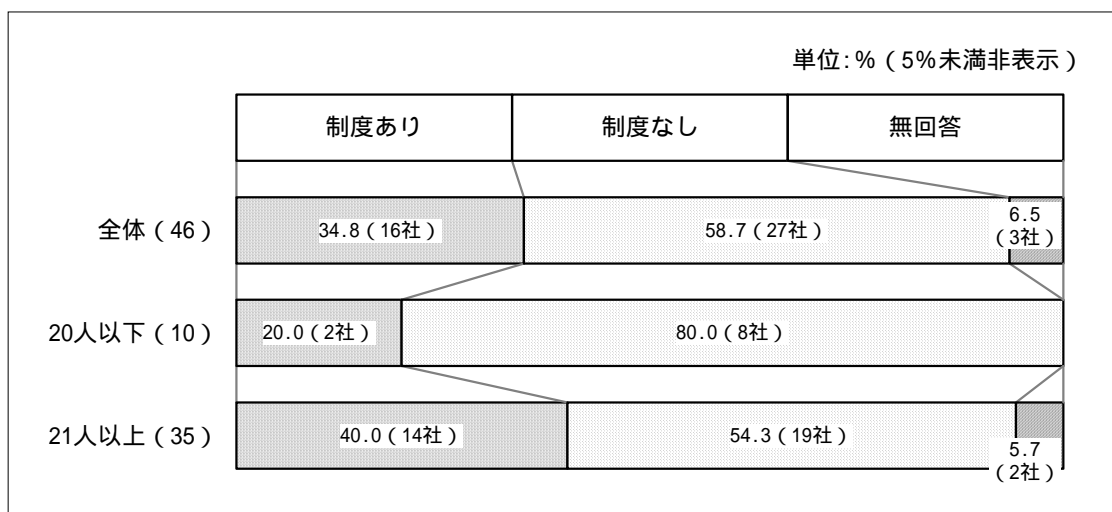 単位:%（5%未満非表示）
制度あり 制度なし 無回答
全体（46） 34.8（16社） 58.7（27社） 6.5（3社）
20人以下（10） 20.0（2社） 80.0（8社）
21人以上（35） 40.0（14社） 54.3（19社） 5.7（2社）